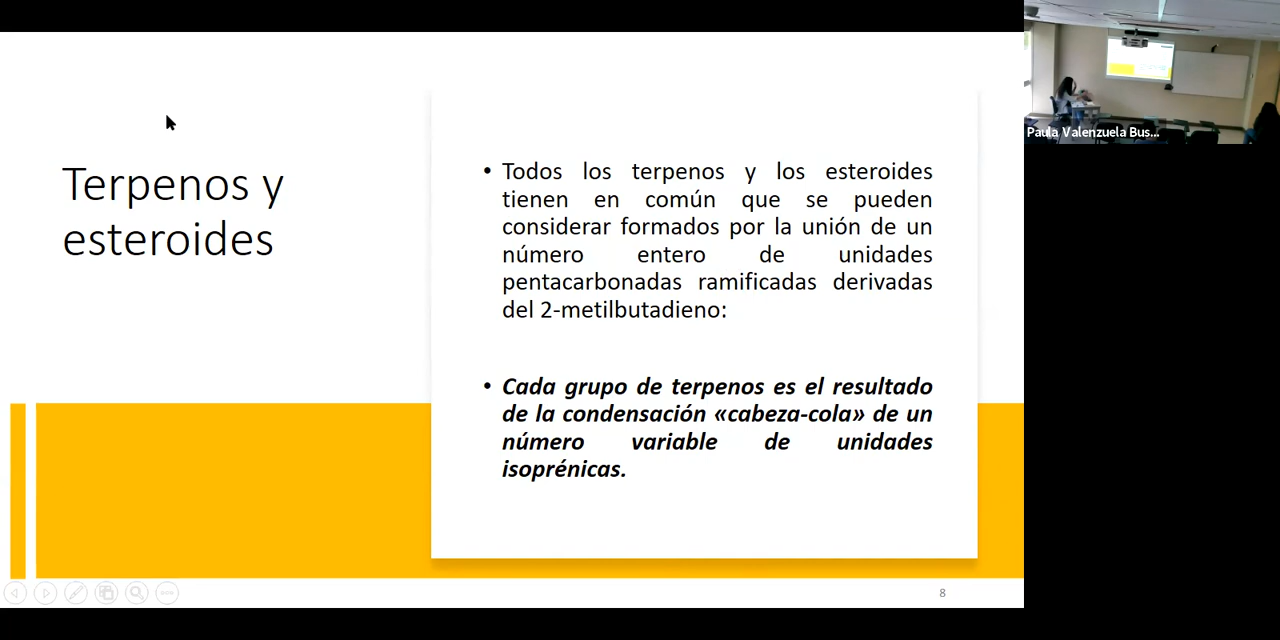 Terpenos y
esteroides
• Todos los terpenos y los esteroides
tienen en común que se pueden
considerar formados por la unión de un
número entero de unidades
pentacarbonadas ramificadas derivadas
del 2-metilbutadieno:
• Cada grupo de terpenos es el resultado
de la condensación «cabeza-cola» de un
número variable de unidades
isoprénicas.
8
Paula Valenzuela Bus...